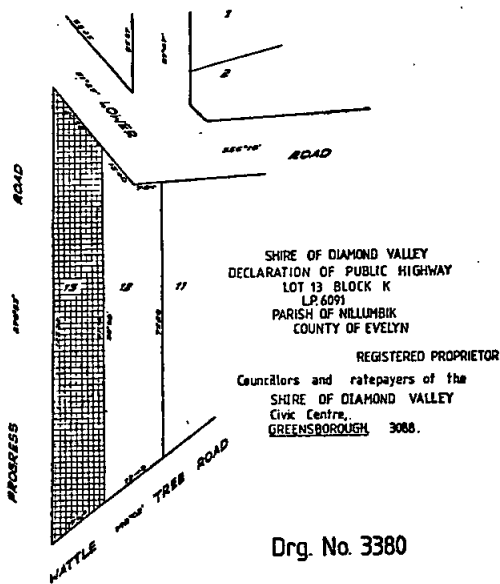 1
2
LOWER
ROAD
ROAD
PROGRESS
13
12
11
WATTLE TREE ROAD
SHIRE OF DIAMOND VALLEY
DECLARATION OF PUBLIC HIGHWAY
LOT 13 BLOCK K
L.P. 6091
PARISH OF NILLUMBIK
COUNTY OF EVELYN
REGISTERED PROPRIETOR
Councillors and ratepayers of the
SHIRE OF DIAMOND VALLEY
Civic Centre,.
GREENSBOROUGH, 3088.
Drg. No. 3380